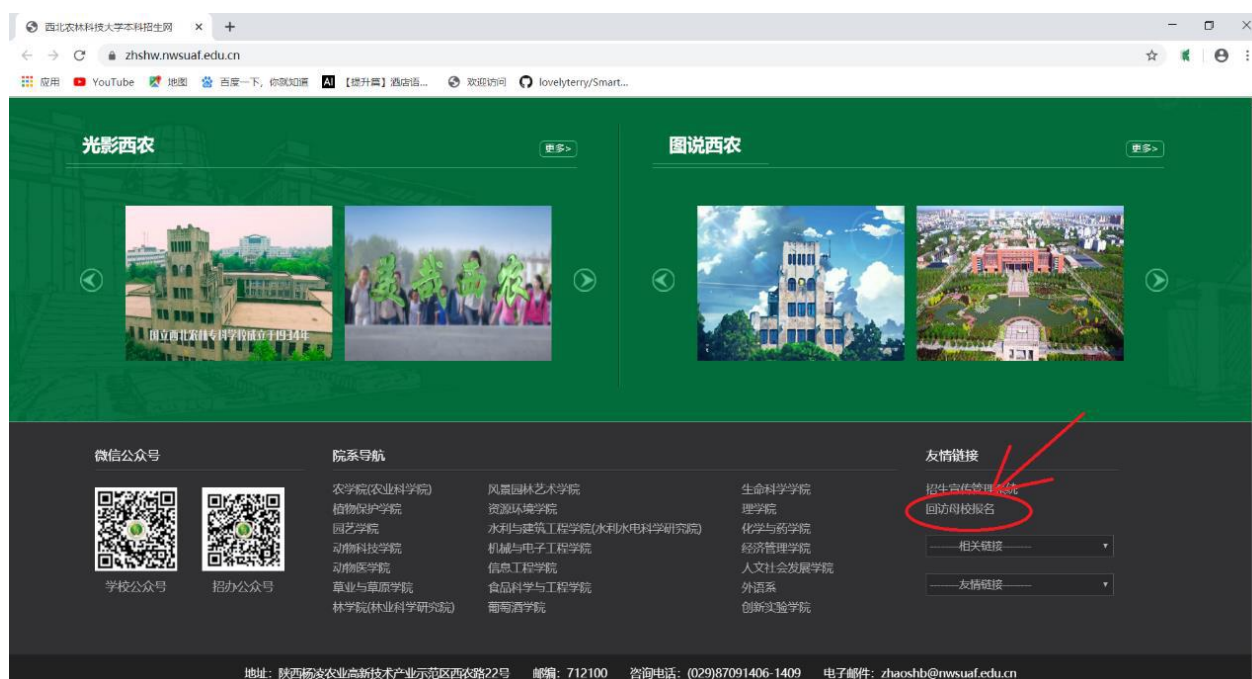 西北农林科技大学本科招生网
zhshw.nwsuaf.edu.cn
应用 YouTube 地图 百度一下，你就知道 AI 【提升篇】酒店语... 欢迎访问 lovelyterry/Smart...
光影西农 更多>
图说西农 更多>
国立西北农林专科学校成立于1934年
美哉西农
微信公众号
学校公众号 招办公众号
院系导航
农学院(农业科学院) 风景园林艺术学院 生命科学学院
植物保护学院 资源环境学院 理学院
园艺学院 水利与建筑工程学院(水利水电科学研究院) 化学与药学院
动物科技学院 机械与电子工程学院 经济管理学院
动物医学院 信息工程学院 人文社会发展学院
草业与草原学院 食品科学与工程学院 外语系
林学院(林业科学研究院) 葡萄酒学院 创新实验学院
友情链接
招生宣传管理系统
回访母校报名
--------相关链接--------
--------友情链接--------
地址：陕西杨凌农业高新技术产业示范区西农路22号 邮编：712100 咨询电话：(029)87091406-1409 电子邮件：zhaoshb@nwsuaf.edu.cn